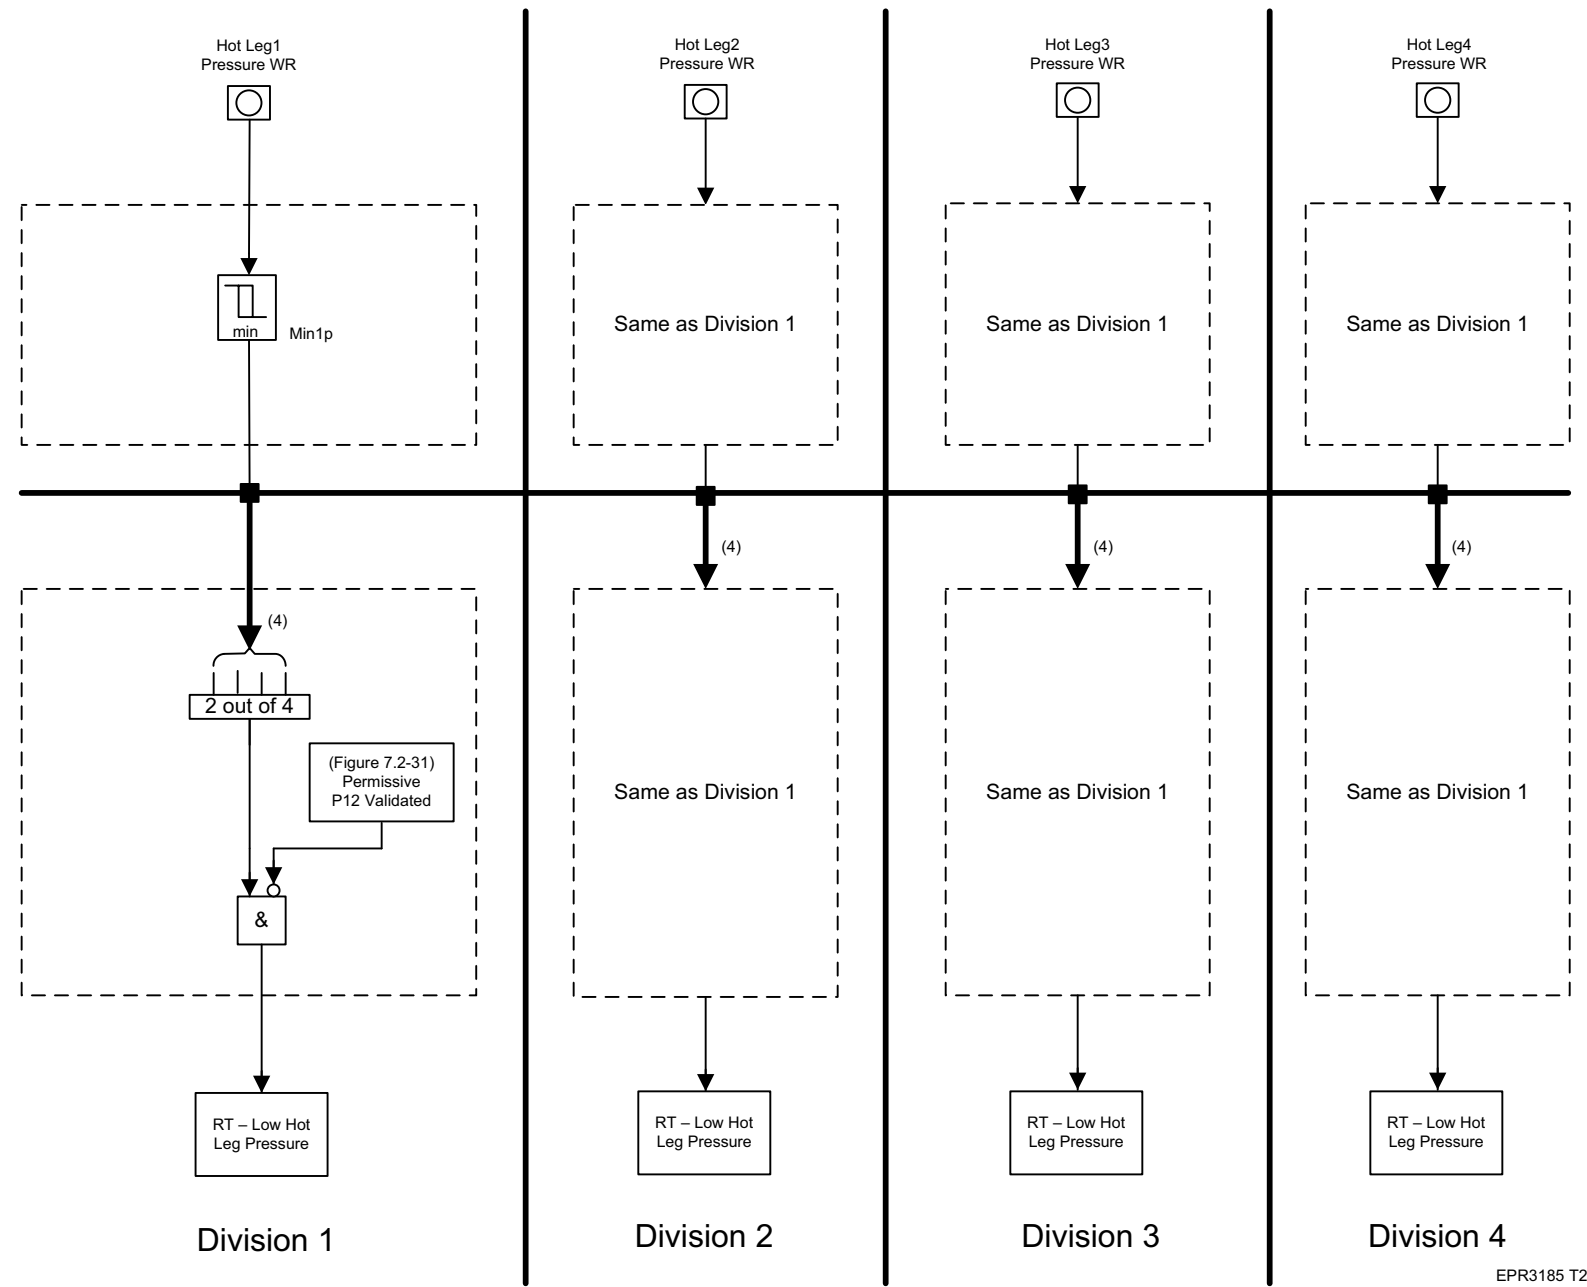 Hot Leg1
Pressure WR
Hot Leg2
Pressure WR
Hot Leg3
Pressure WR
Hot Leg4
Pressure WR
min
Min1p
Same as Division 1
Same as Division 1
Same as Division 1
(4)
(4)
(4)
(4)
2 out of 4
(Figure 7.2-31)
Permissive
P12 Validated
&
Same as Division 1
Same as Division 1
Same as Division 1
RT – Low Hot
Leg Pressure
RT – Low Hot
Leg Pressure
RT – Low Hot
Leg Pressure
RT – Low Hot
Leg Pressure
Division 1
Division 2
Division 3
Division 4
EPR3185 T2